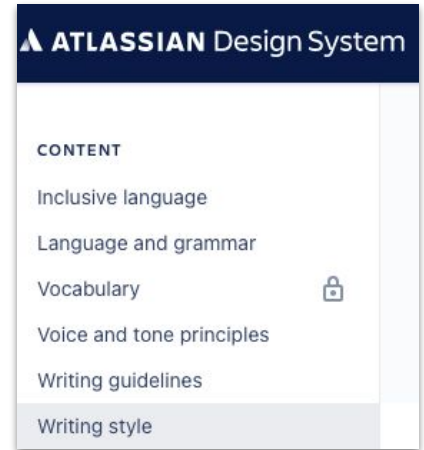 ATLASSIAN Design System
CONTENT
Inclusive language
Language and grammar
Vocabulary
Voice and tone principles
Writing guidelines
Writing style